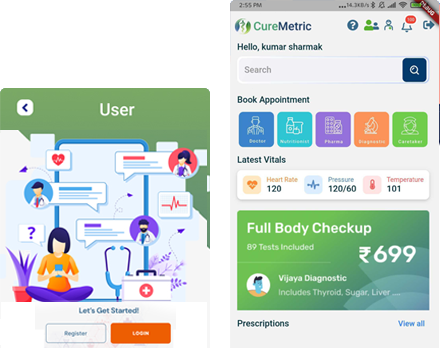 User
?
Let's Get Started!
Register
LOGIN
2:55 PM
...14.3KB/s
CureMetric
?
Hello, kumar sharmak
Search
Book Appointment
Doctor
Nutritionist
Pharma
Diagnostic
Caretaker
Latest Vitals
Heart Rate
120
Pressure
120/60
Temperature
101
Full Body Checkup
89 Tests Included
₹699
Vijaya Diagnostic
Includes Thyroid, Sugar, Liver ....
Prescriptions
View all